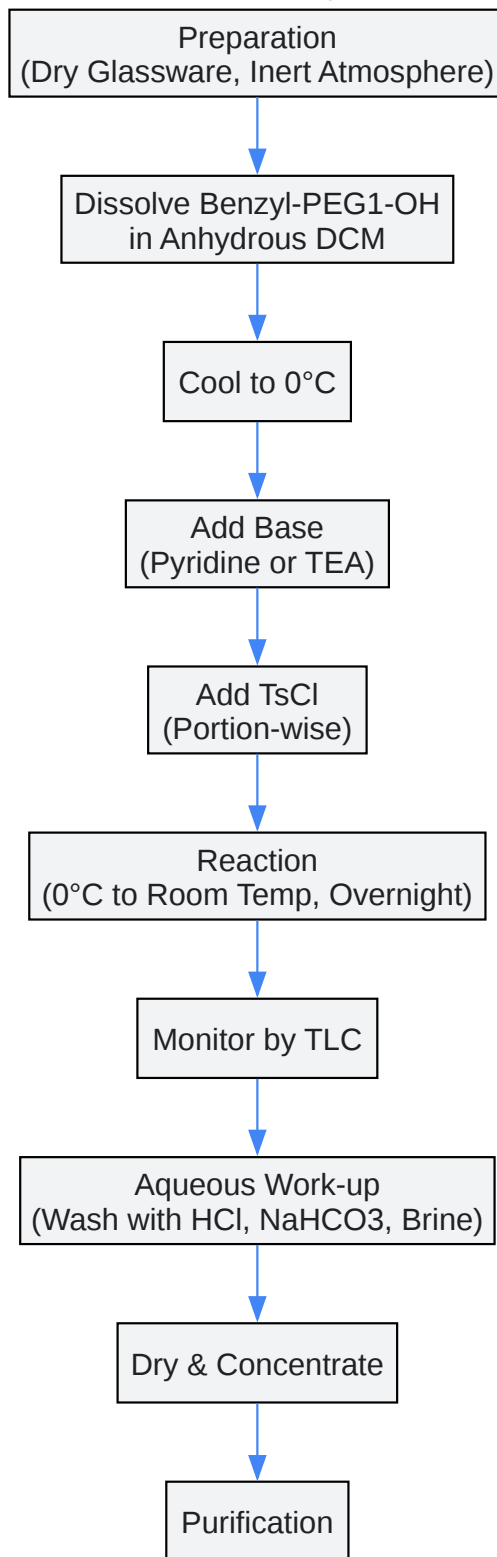 Preparation
(Dry Glassware, Inert Atmosphere)
Dissolve Benzyl-PEG1-OH
in Anhydrous DCM
Cool to 0°C
Add Base
(Pyridine or TEA)
Add TsCl
(Portion-wise)
Reaction
(0°C to Room Temp, Overnight)
Monitor by TLC
Aqueous Work-up
(Wash with HCl, NaHCO3, Brine)
Dry & Concentrate
Purification